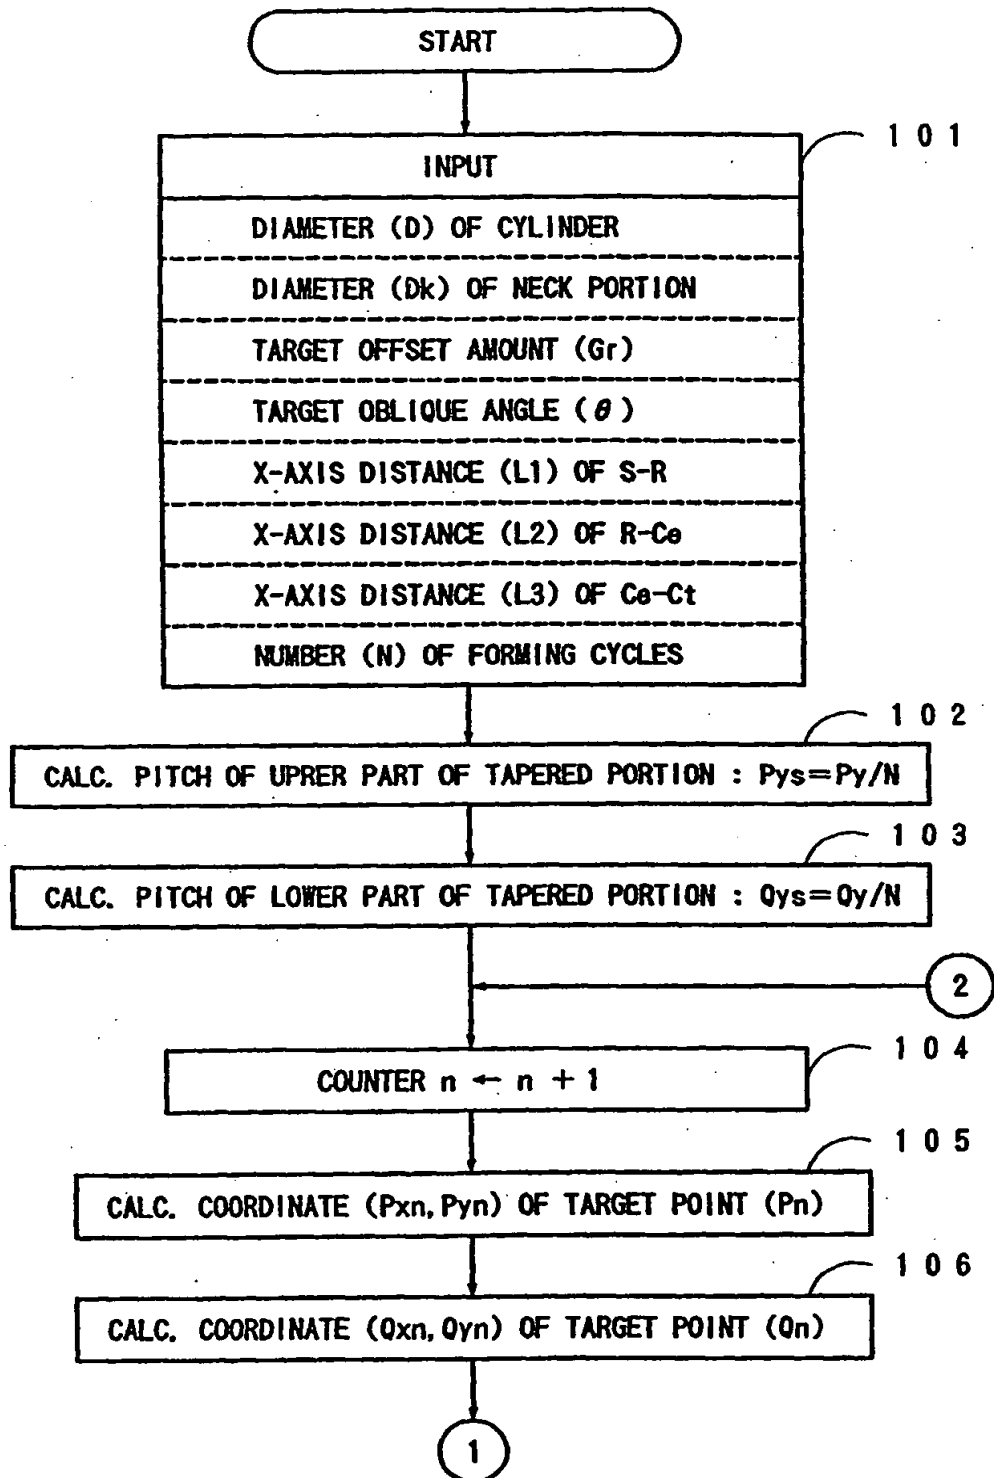 START
101
INPUT
DIAMETER (D) OF CYLINDER
DIAMETER (Dk) OF NECK PORTION
TARGET OFFSET AMOUNT (Gr)
TARGET OBLIQUE ANGLE (θ)
X-AXIS DISTANCE (L1) OF S-R
X-AXIS DISTANCE (L2) OF R-Ce
X-AXIS DISTANCE (L3) OF Ce-Ct
NUMBER (N) OF FORMING CYCLES
102
CALC. PITCH OF UPRER PART OF TAPERED PORTION : Pys=Py/N
103
CALC. PITCH OF LOWER PART OF TAPERED PORTION : Qys=Qy/N
2
104
COUNTER n ← n + 1
105
CALC. COORDINATE (Pxn, Pyn) OF TARGET POINT (Pn)
106
CALC. COORDINATE (Qxn, Qyn) OF TARGET POINT (Qn)
1